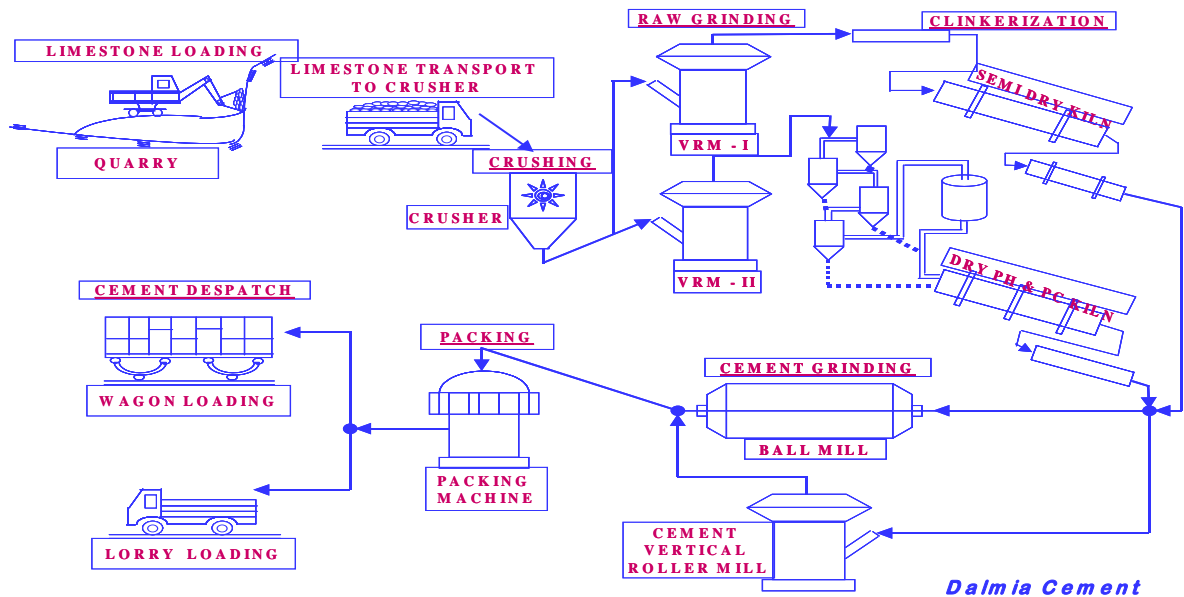 RAW GRINDING
CLINKERIZATION
LIMESTONE LOADING
LIMESTONE TRANSPORT
TO CRUSHER
SEMI DRY KILN
QUARRY
CRUSHING
VRM - I
CRUSHER
VRM - II
DRY PH & PC KILN
CEMENT DESPATCH
PACKING
CEMENT GRINDING
WAGON LOADING
BALL MILL
PACKING
MACHINE
CEMENT
VERTICAL
ROLLER MILL
LORRY LOADING
Dalmia Cement